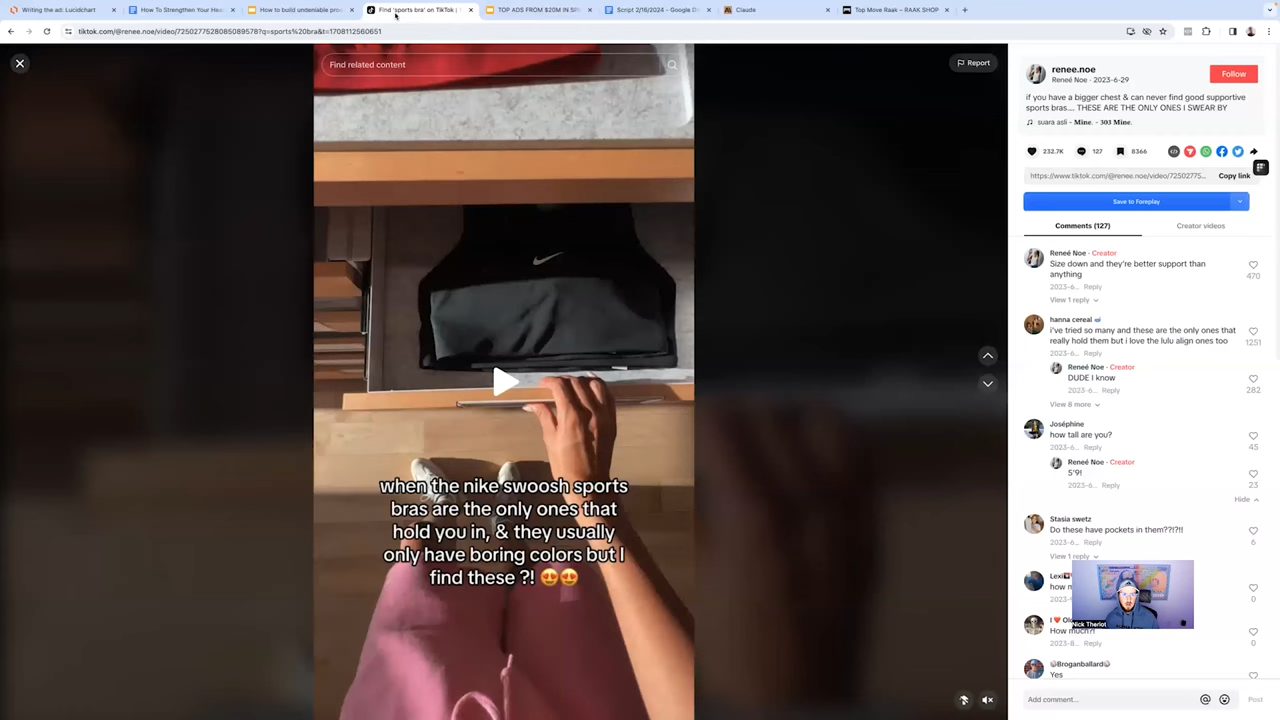 Writing the ad: Lucidchart
How To Strengthen Your Hea
How to build undeniable proo
Find 'sports bra' on TikTok | T
TOP ADS FROM $20M IN SP
Script 2/16/2024 - Google D
Claude
Top Move Raak – RAAK SHOP
tiktok.com/@renee.noe/video/7250277528085089578?q=sports%20bra&t=1708112560651
Find related content
Report
renee.noe
Reneé Noe · 2023-6-29
Follow
if you have a bigger chest & can never find good supportive
sports bras.... THESE ARE THE ONLY ONES I SWEAR BY
suara asli - Mine. - 303 Mine.
232.7K
127
8366
https://www.tiktok.com/@renee.noe/video/72502775...
Copy link
Save to Foreplay
Comments (127)
Creator videos
Reneé Noe · Creator
Size down and they're better support than
anything
470
2023-6... Reply
View 1 reply
hanna cereal
i've tried so many and these are the only ones that
really hold them but i love the lulu align ones too
1251
2023-6... Reply
Reneé Noe · Creator
DUDE I know
282
2023-6... Reply
View 8 more
Joséphine
how tall are you?
45
2023-6... Reply
Reneé Noe · Creator
5'9!
23
2023-6... Reply
Hide
Stasia swetz
Do these have pockets in them??!?!!
6
2023-6... Reply
View 1 reply
Lexi
how
0
2023-
Nick Theriot
How much?!
0
2023-8...
Broganballard
Yes
Add comment...
Post
when the nike swoosh sports
bras are the only ones that
hold you in, & they usually
only have boring colors but I
find these ?! 😍😍